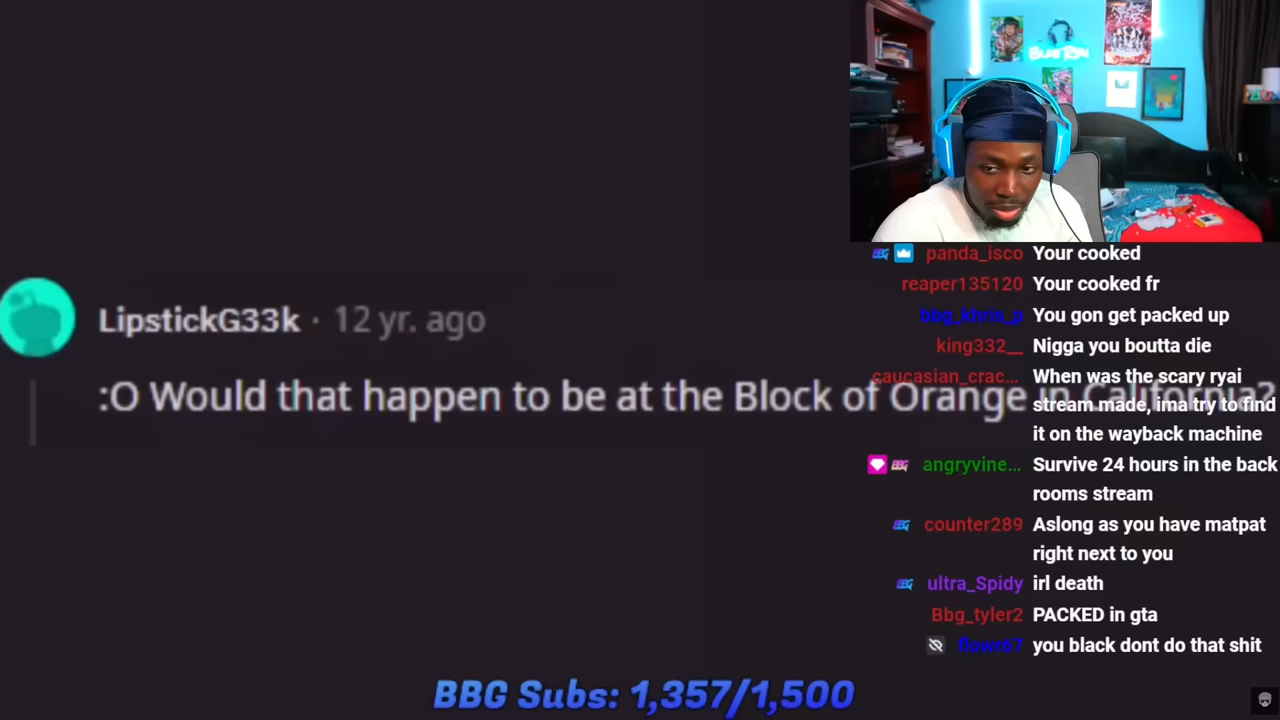 LipstickG33k · 12 yr. ago
:O Would that happen to be at the Block of Orange in California?
panda_isco Your cooked
reaper135120 Your cooked fr
bbg_khris_p You gon get packed up
king332__ Nigga you boutta die
caucasian_crac... When was the scary ryai
stream made, ima try to find
it on the wayback machine
angryvine... Survive 24 hours in the back
rooms stream
counter289 Aslong as you have matpat
right next to you
ultra_Spidy irl death
Bbg_tyler2 PACKED in gta
flowr67 you black dont do that shit
BBG Subs: 1,357/1,500